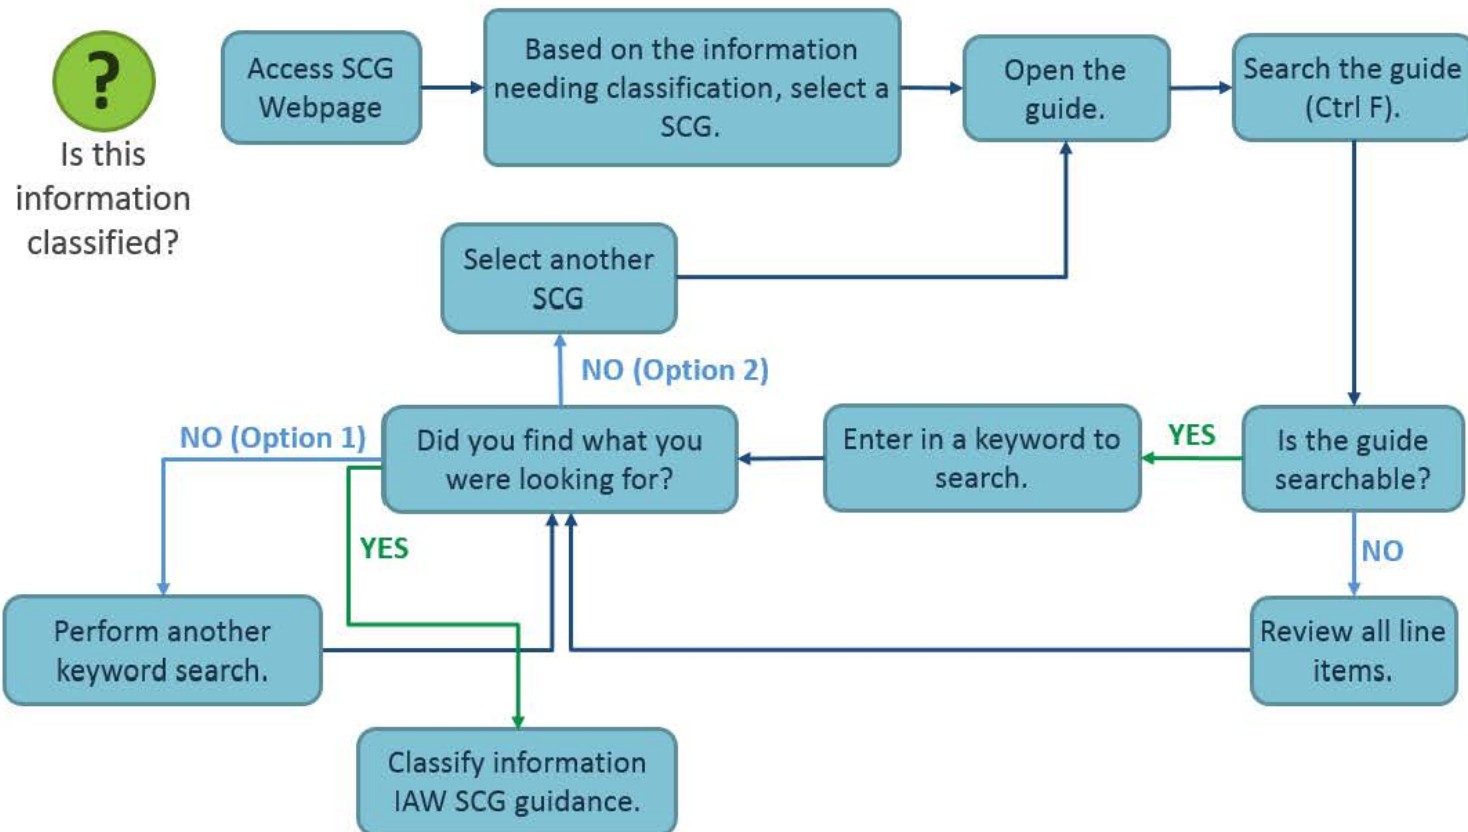 ?
Is this
information
classified?
Access SCG
Webpage
Based on the information
needing classification, select a
SCG.
Open the
guide.
Search the guide
(Ctrl F).
Select another
SCG
NO (Option 2)
NO (Option 1)
Did you find what you
were looking for?
Enter in a keyword to
search.
YES
Is the guide
searchable?
YES
NO
Perform another
keyword search.
Review all line
items.
Classify information
IAW SCG guidance.